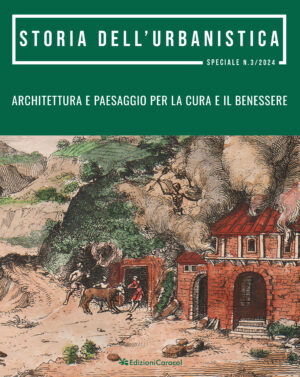 STORIA DELL'URBANISTICA
SPECIALE N.3/2024
ARCHITETTURA E PAESAGGIO PER LA CURA E IL BENESSERE
EdizioniCaracol